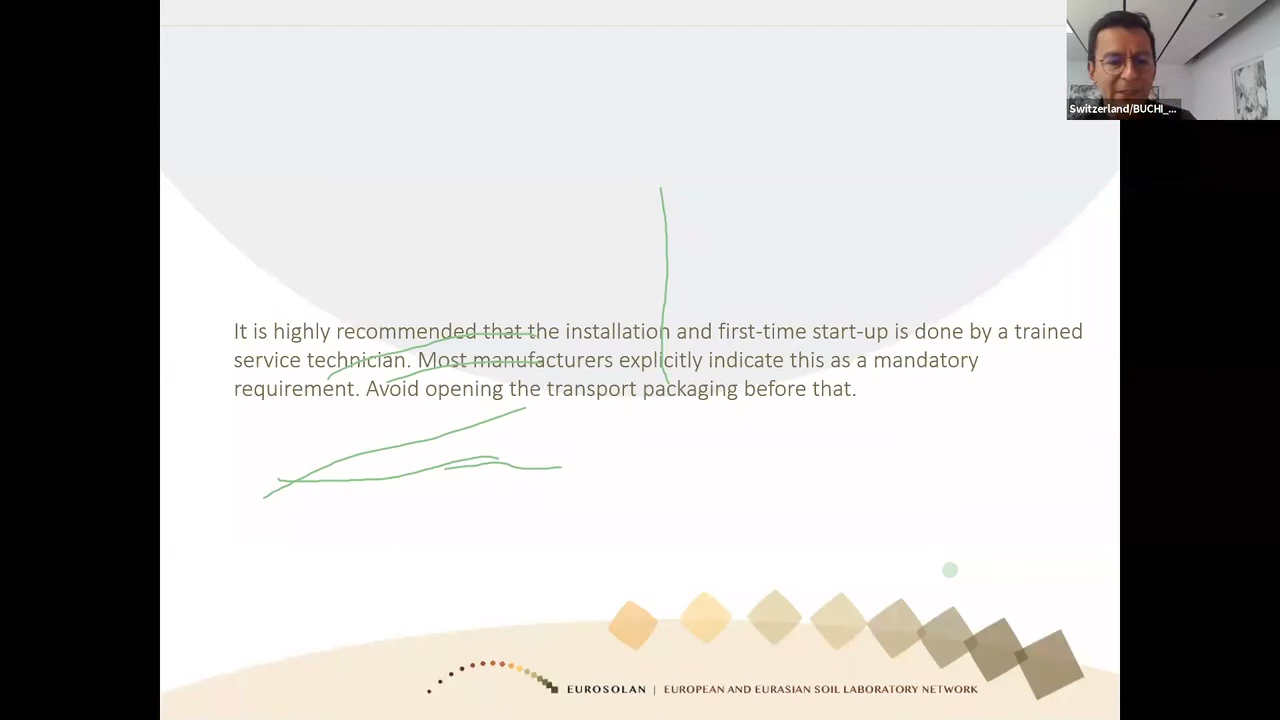 Switzerland/BUCHI_...
It is highly recommended that the installation and first-time start-up is done by a trained
service technician. Most manufacturers explicitly indicate this as a mandatory
requirement. Avoid opening the transport packaging before that.
EUROSOLAN | EUROPEAN AND EURASIAN SOIL LABORATORY NETWORK